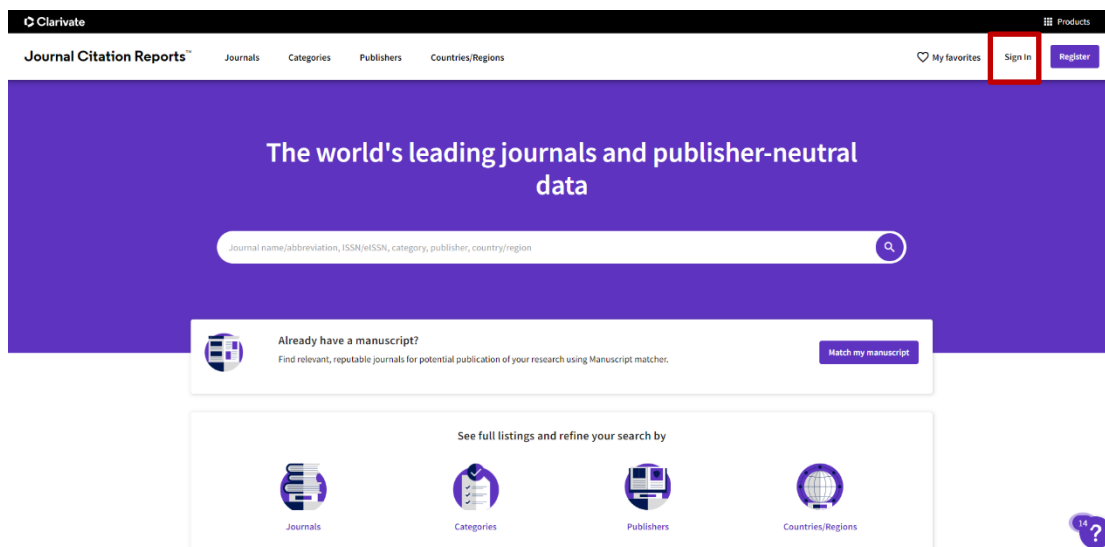 Clarivate
Products
Journal Citation Reports™
Journals
Categories
Publishers
Countries/Regions
My favorites
Sign In
Register
The world's leading journals and publisher-neutral
data
Journal name/abbreviation, ISSN/eISSN, category, publisher, country/region
Already have a manuscript?
Find relevant, reputable journals for potential publication of your research using Manuscript matcher.
Match my manuscript
See full listings and refine your search by
Journals
Categories
Publishers
Countries/Regions
14
?